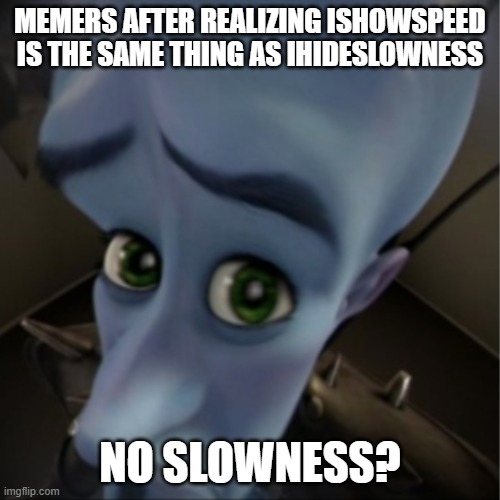 MEMERS AFTER REALIZING ISHOWSPEED
IS THE SAME THING AS IHIDESLOWNESS
NO SLOWNESS?
imgflip.com